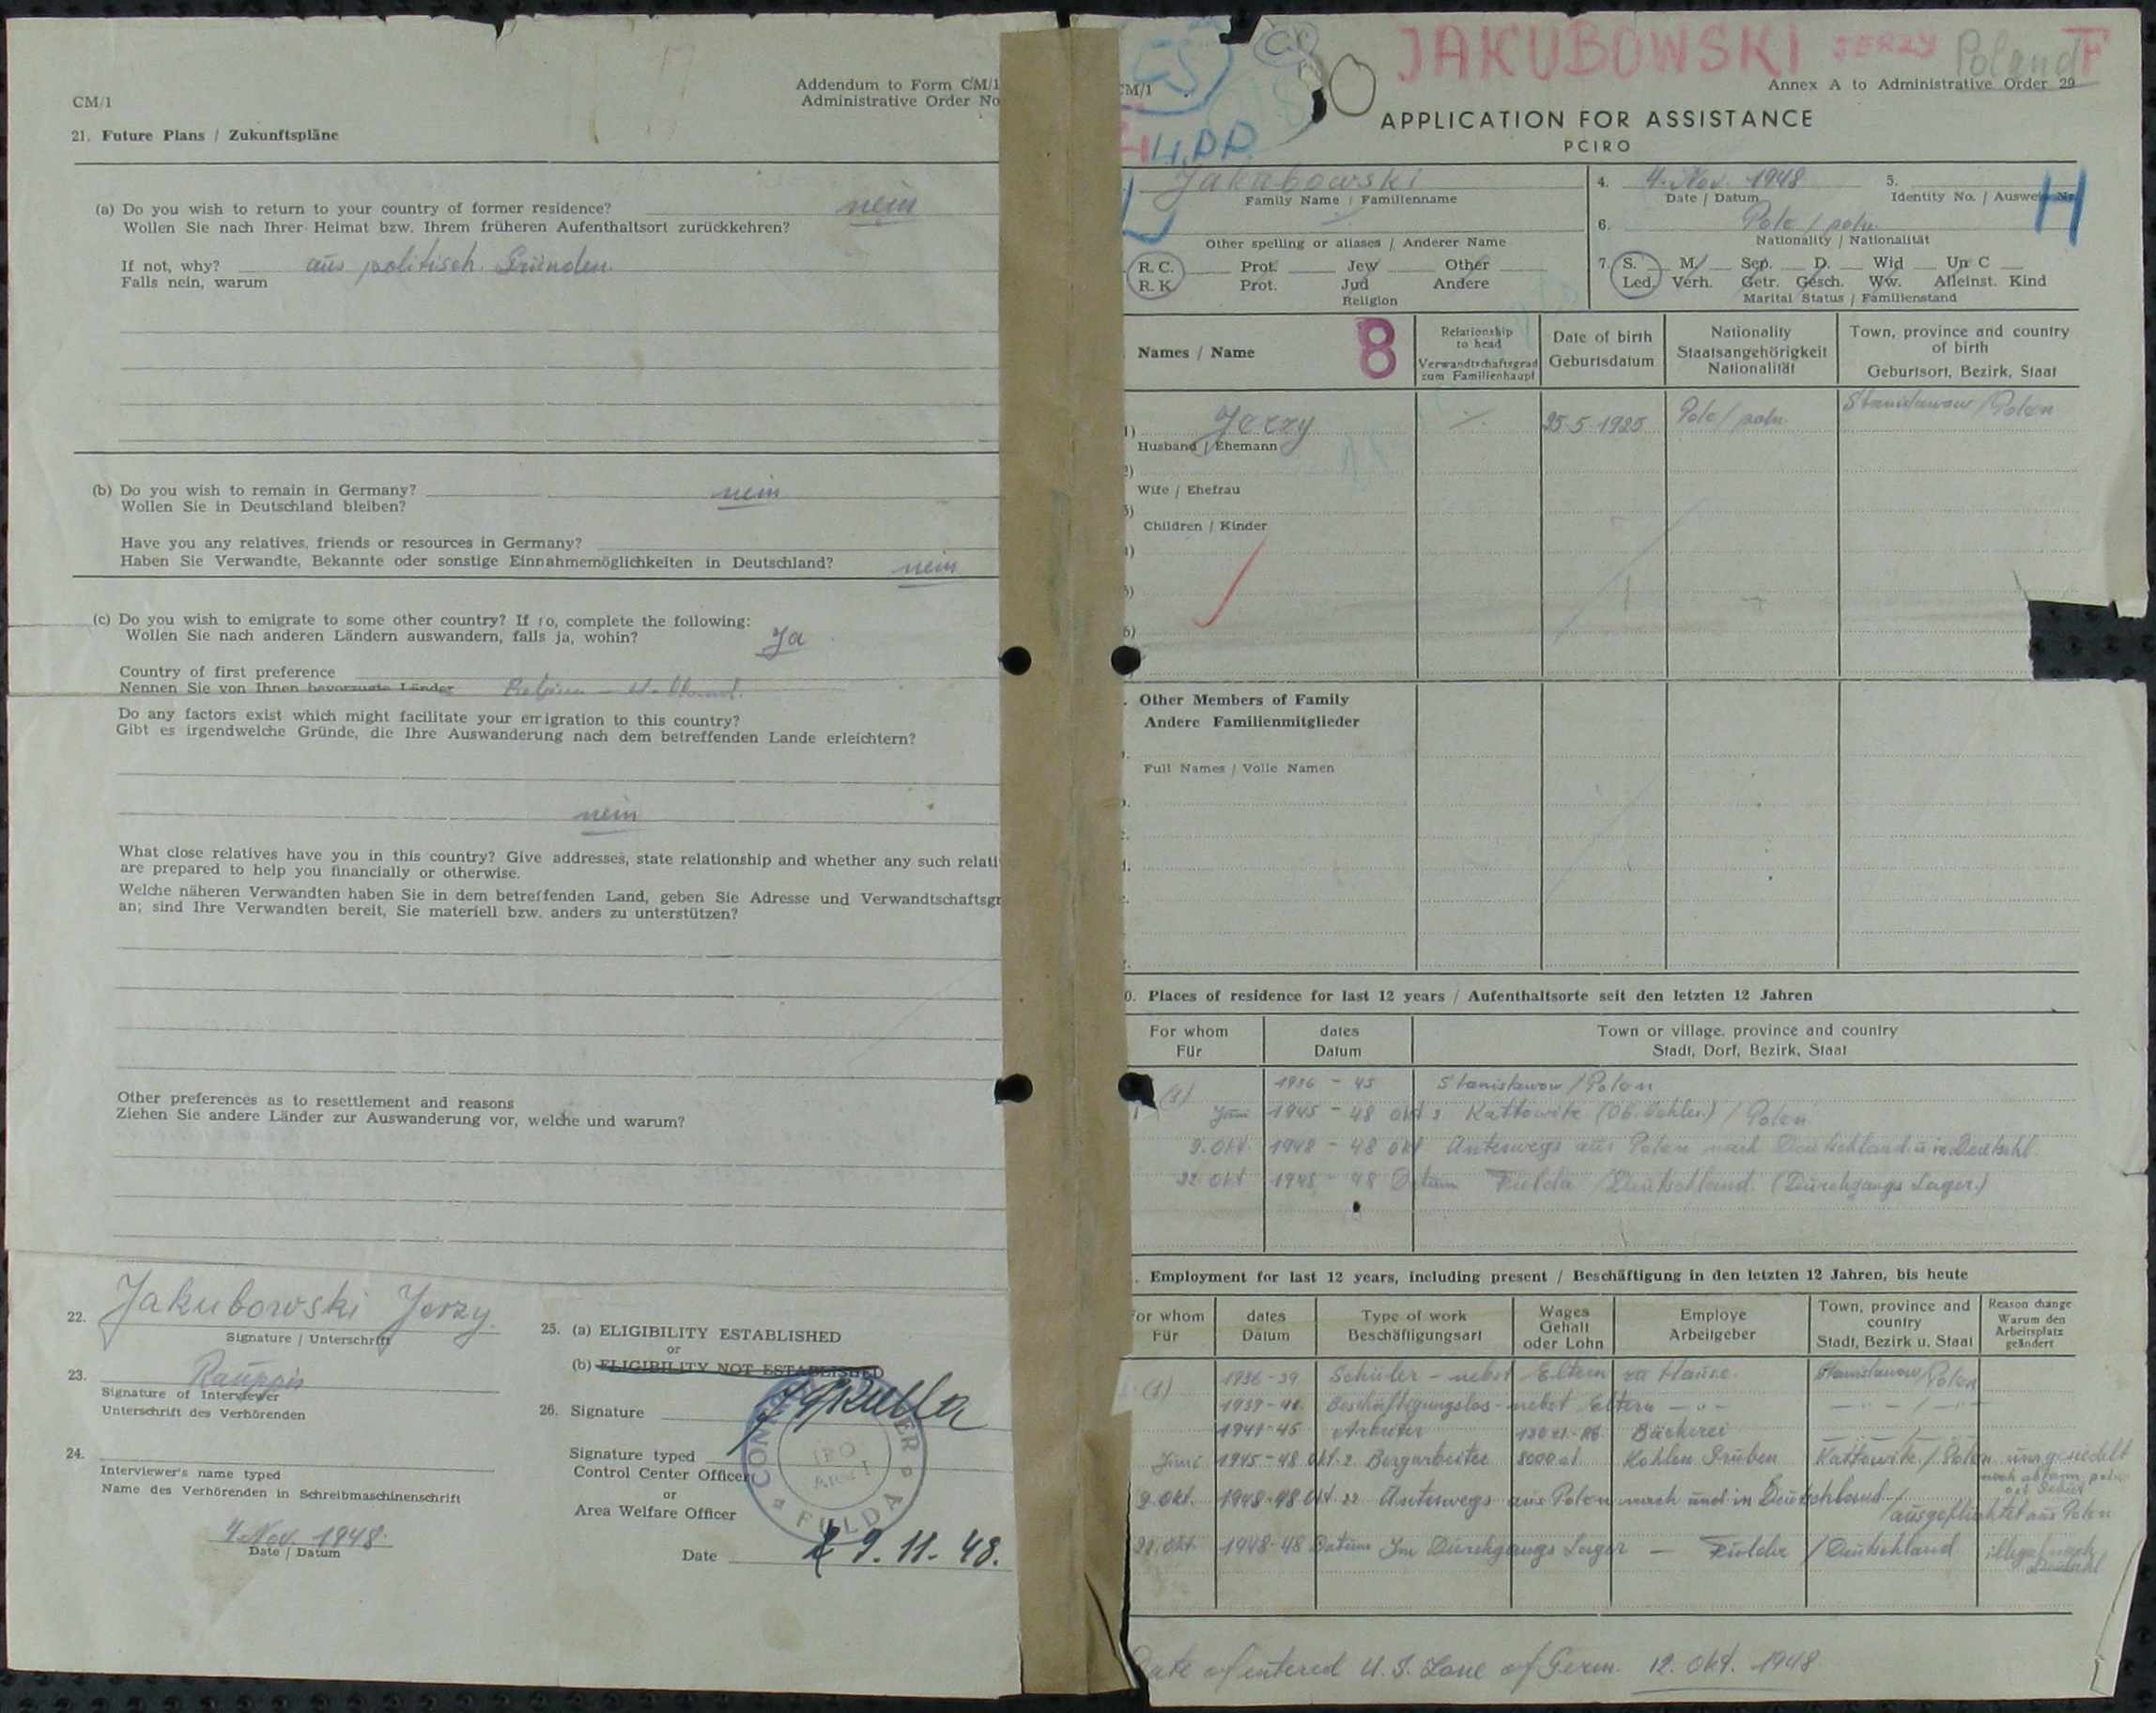 CM/1
Addendum to Form CM/1
Administrative Order No
21. Future Plans / Zukunftspläne
(a) Do you wish to return to your country of former residence? nein
Wollen Sie nach Ihrer Heimat bzw. Ihrem früheren Aufenthaltsort zurückkehren?
If not, why? aus politisch. Gründen.
Falls nein, warum
(b) Do you wish to remain in Germany? nein
Wollen Sie in Deutschland bleiben?
Have you any relatives, friends or resources in Germany?
Haben Sie Verwandte, Bekannte oder sonstige Einnahmemöglichkeiten in Deutschland? nein
(c) Do you wish to emigrate to some other country? If so, complete the following:
Wollen Sie nach anderen Ländern auswandern, falls ja, wohin? Ja
Country of first preference
Nennen Sie von Ihnen bevorzugte Länder Belgien - Holland.
Do any factors exist which might facilitate your emigration to this country?
Gibt es irgendwelche Gründe, die Ihre Auswanderung nach dem betreffenden Lande erleichtern?
nein
What close relatives have you in this country? Give addresses, state relationship and whether any such relati
are prepared to help you financially or otherwise.
Welche näheren Verwandten haben Sie in dem betreffenden Land, geben Sie Adresse und Verwandtschaftsgr
an; sind Ihre Verwandten bereit, Sie materiell bzw. anders zu unterstützen?
Other preferences as to resettlement and reasons
Ziehen Sie andere Länder zur Auswanderung vor, welche und warum?
22. Jakubowski Jerzy.
Signature / Unterschrift
23.
Signature of Interviewer
Unterschrift des Verhörenden
24.
Interviewer's name typed
Name des Verhörenden in Schreibmaschinenschrift
4. Nov. 1948.
Date / Datum
25. (a) ELIGIBILITY ESTABLISHED
or
(b) ELIGIBILITY NOT ESTABLISHED
26. Signature
Signature typed
Control Center Officer
or
Area Welfare Officer
IRO
FULDA
Date 29.11.48.
JAKUBOWSKI JERZY Poland F
CM/1
Annex A to Administrative Order 29
APPLICATION FOR ASSISTANCE
PCIRO
Jakubowski
Family Name / Familienname
Other spelling or aliases / Anderer Name
R. C. Prot. Jew Other
R. K. Prot. Jud Andere
Religion
4. 4. Nov. 1948
Date / Datum
5.
Identity No. / Ausweis Nr.
H
6. Pole / poln.
Nationality / Nationalität
7. S. M. Sep. D. Wid Un C
Led. Verh. Getr. Gesch. Ww. Alleinst. Kind
Marital Status / Familienstand
Names / Name
8
Relationship to head
Verwandtschaftsgrad zum Familienhaupt
Date of birth
Geburtsdatum
Nationality
Staatsangehörigkeit
Nationalität
Town, province and country of birth
Geburtsort, Bezirk, Staat
1) Jerzy 25.5.1925 Pole / poln. Stanislawow / Polen
Husband / Ehemann
Wife / Ehefrau
Children / Kinder
Other Members of Family
Andere Familienmitglieder
Full Names / Volle Namen
0. Places of residence for last 12 years / Aufenthaltsorte seit den letzten 12 Jahren
For whom
Für
dates
Datum
Town or village, province and country
Stadt, Dorf, Bezirk, Staat
(1) 1936 - 45 Stanislawow / Polen
Juni 1945 - 48 Okt 9 Kattowitz (Ob. Schles.) / Polen
9. Okt. 1948 - 48 Okt Unterwegs aus Polen nach Deutschland u. in Deutschl.
22 Okt 1948 - 48 Datum Fulda / Deutschland. (Durchgangs Lager.)
. Employment for last 12 years, including present / Beschäftigung in den letzten 12 Jahren, bis heute
For whom
Für
dates
Datum
Type of work
Beschäftigungsart
Wages
Gehalt
oder Lohn
Employe
Arbeitgeber
Town, province and country
Stadt, Bezirk u. Staat
Reason change
Warum den
Arbeitsplatz
geändert
(1) 1936-39 Schüler - nebst Eltern zu Hause. Stanislawow / Polen
1939-41 Beschäftigungslos - nebst Eltern - " -
1941-45 Arbeiter Bäckerei
Juni 1945-48 Okt. 9. Bergarbeiter 8000 zl Kohlen Gruben Kattowitz / Polen umgesiedelt
9 Okt. 1948-48 Okt 22 Unterwegs aus Polen nach und in Deutschland /
ausgeflüchtet aus Polen
22. Okt. 1948-48 Datum Im Durchgangs Lager - Fulda / Deutschland illegal nach
Date of entered U.S. Zone of Germ. 12. Okt. 1948